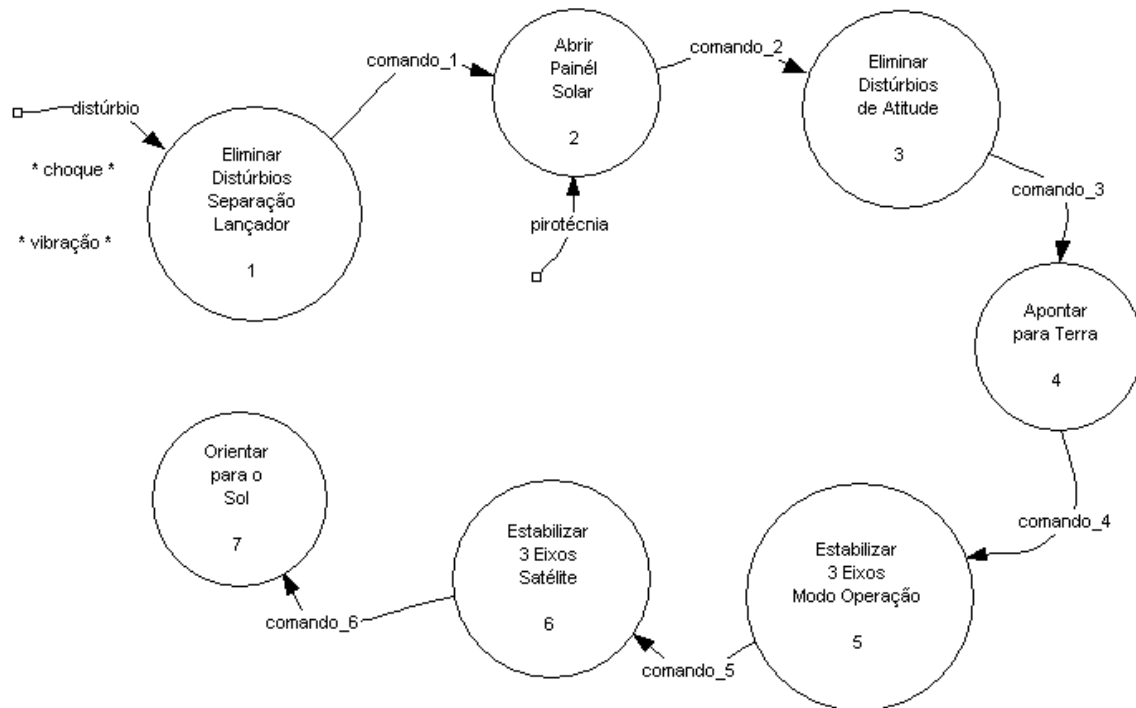 distúrbio
* choque *
* vibração *
Eliminar
Distúrbios
Separação
Lançador
1
comando_1
Abrir
Painél
Solar
2
pirotécnia
comando_2
Eliminar
Distúrbios
de Atitude
3
comando_3
Apontar
para Terra
4
comando_4
Estabilizar
3 Eixos
Modo Operação
5
comando_5
Estabilizar
3 Eixos
Satélite
6
comando_6
Orientar
para o
Sol
7